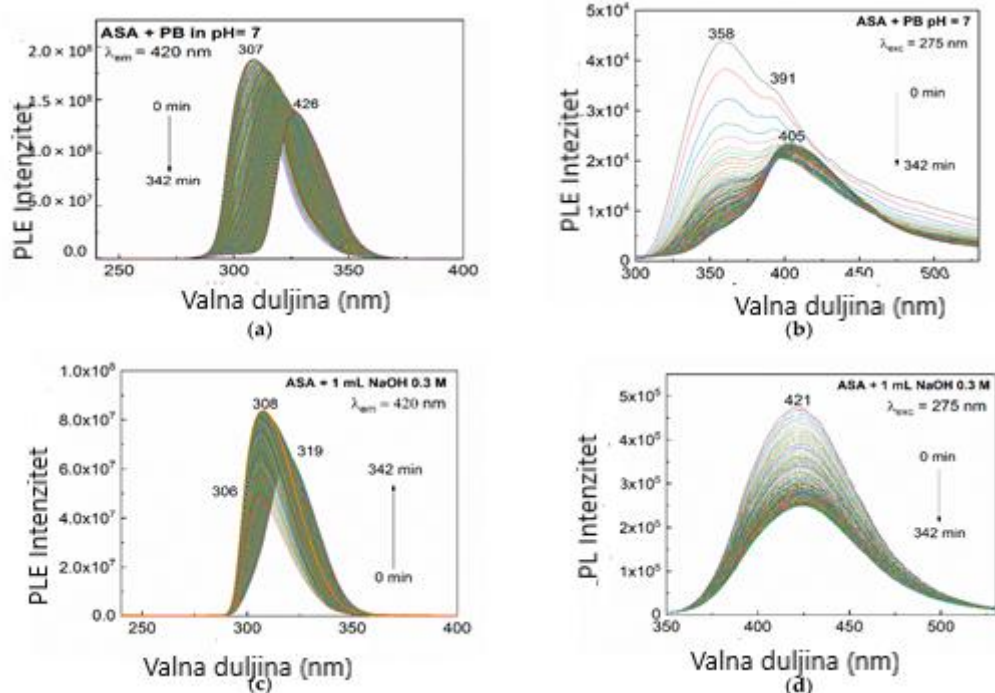 ASA + PB in pH= 7
λem = 420 nm
307
426
0 min
342 min
2.0 × 10⁸
1.5 × 10⁸
1.0 × 10⁸
5.0 × 10⁷
0.0
PLE Intenzitet
250 300 350 400
Valna duljina (nm)
(a)
ASA + PB pH = 7
λexc = 275 nm
358
391
405
0 min
342 min
5x10⁴
4x10⁴
3x10⁴
2x10⁴
1x10⁴
0
PLE Intezitet
300 350 400 450 500
Valna duljina (nm)
(b)
ASA + 1 mL NaOH 0.3 M
λem = 420 nm
308
319
306
342 min
0 min
1.0x10⁸
8.0x10⁷
6.0x10⁷
4.0x10⁷
2.0x10⁷
0.0
PLE Intenzitet
250 300 350 400
Valna duljina (nm)
(c)
ASA + 1 mL NaOH 0.3 M
λexc = 275 nm
421
0 min
342 min
5x10⁵
4x10⁵
3x10⁵
2x10⁵
1x10⁵
0
PL Intenzitet
350 400 450 500
Valna duljina (nm)
(d)